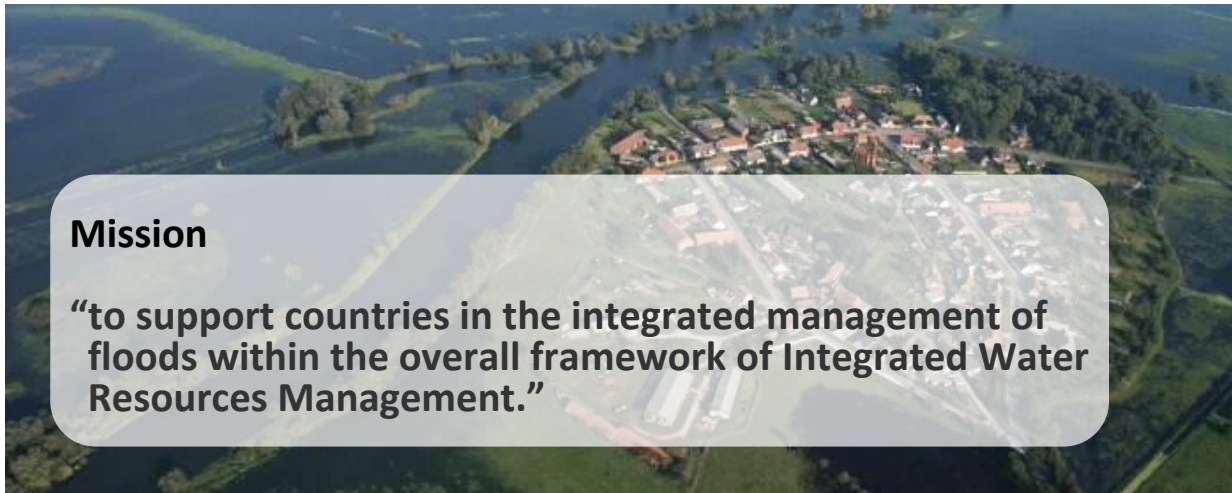 Mission
“to support countries in the integrated management of
floods within the overall framework of Integrated Water
Resources Management.”